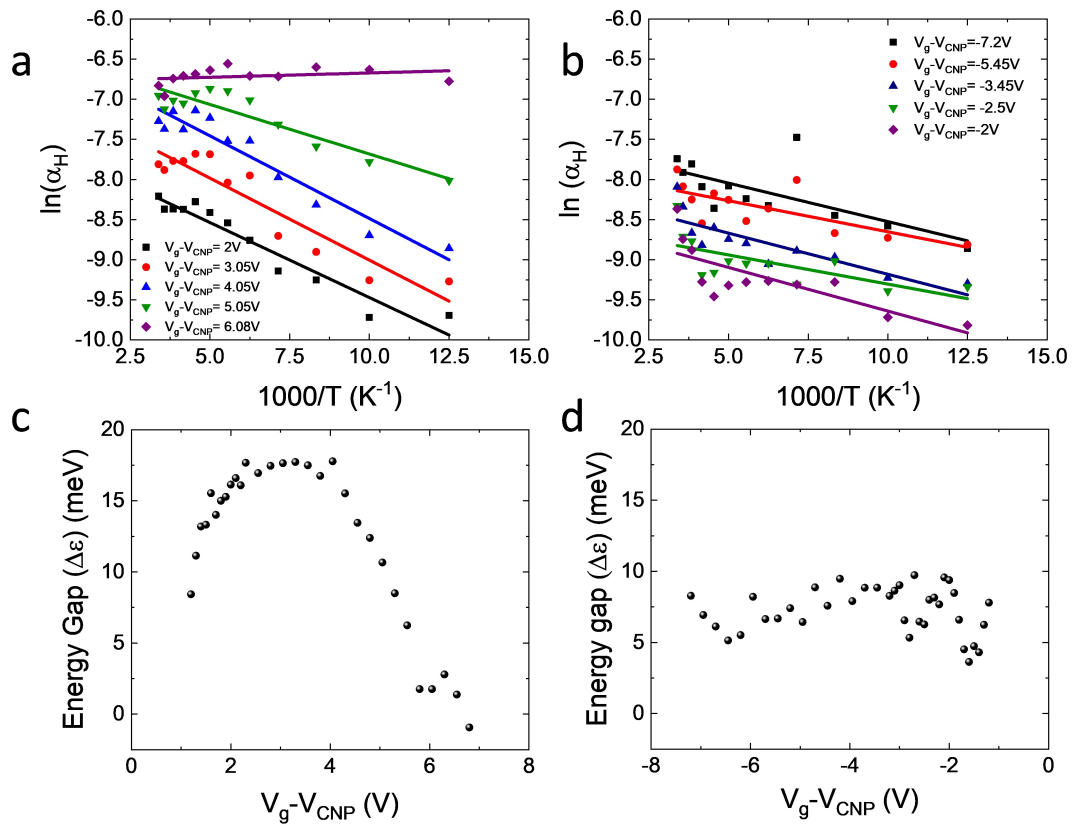 a
ln(α_H)
-6.0
-6.5
-7.0
-7.5
-8.0
-8.5
-9.0
-9.5
-10.0
V_g-V_CNP= 2V
V_g-V_CNP= 3.05V
V_g-V_CNP= 4.05V
V_g-V_CNP= 5.05V
V_g-V_CNP= 6.08V
2.5 5.0 7.5 10.0 12.5 15.0
1000/T (K⁻¹)
b
ln (α_H)
-6.0
-6.5
-7.0
-7.5
-8.0
-8.5
-9.0
-9.5
-10.0
V_g-V_CNP=-7.2V
V_g-V_CNP=-5.45V
V_g-V_CNP= -3.45V
V_g-V_CNP= -2.5V
V_g-V_CNP=-2V
2.5 5.0 7.5 10.0 12.5 15.0
1000/T (K⁻¹)
c
Energy Gap (Δε) (meV)
20
15
10
5
0
0 2 4 6 8
V_g-V_CNP (V)
d
Energy gap (Δε) (meV)
20
15
10
5
0
-8 -6 -4 -2 0
V_g-V_CNP (V)